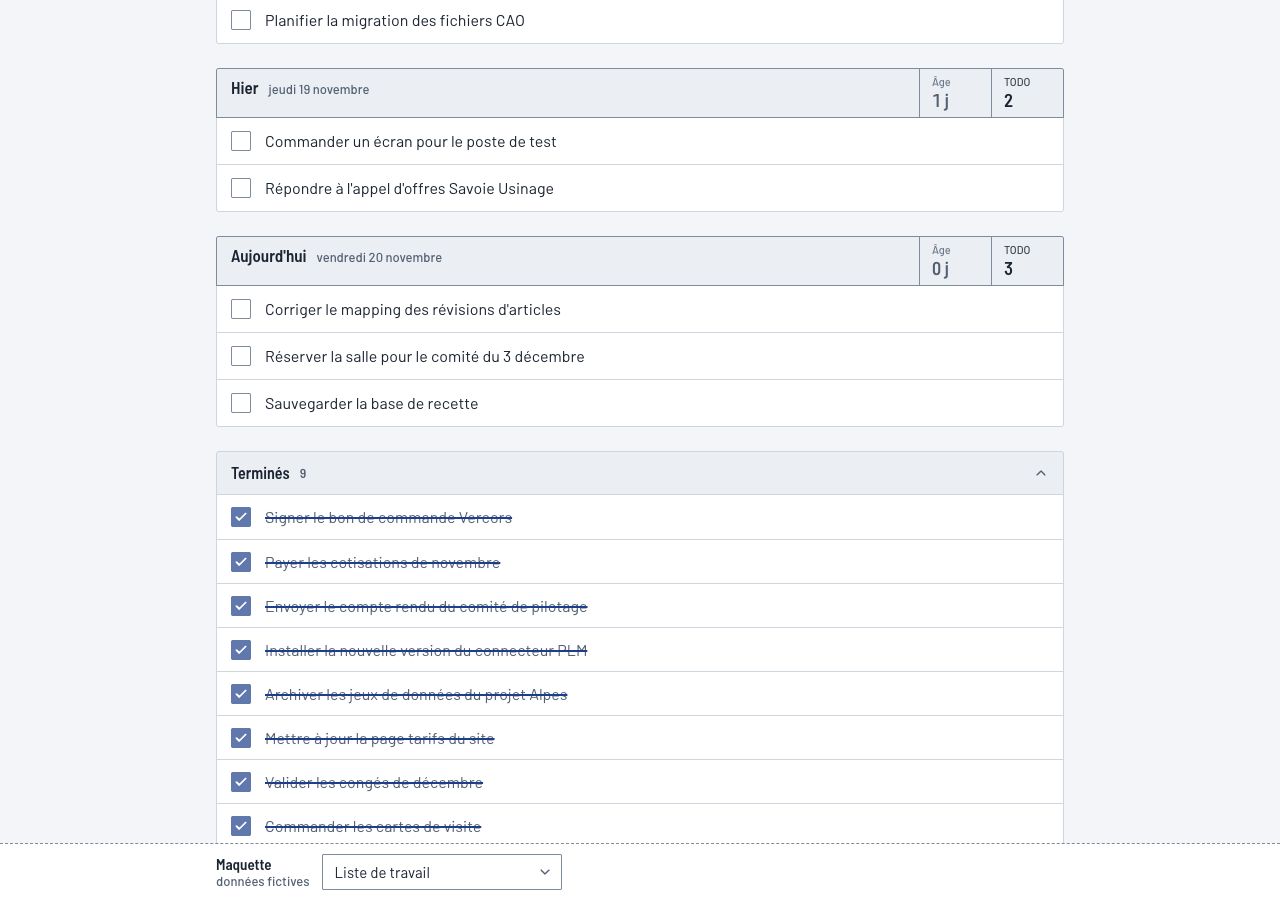 Planifier la migration des fichiers CAO
Hier jeudi 19 novembre
Âge
1 j
TODO
2
Commander un écran pour le poste de test
Répondre à l'appel d'offres Savoie Usinage
Aujourd'hui vendredi 20 novembre
Âge
0 j
TODO
3
Corriger le mapping des révisions d'articles
Réserver la salle pour le comité du 3 décembre
Sauvegarder la base de recette
Terminés 9
Signer le bon de commande Vercors
Payer les cotisations de novembre
Envoyer le compte rendu du comité de pilotage
Installer la nouvelle version du connecteur PLM
Archiver les jeux de données du projet Alpes
Mettre à jour la page tarifs du site
Valider les congés de décembre
Commander les cartes de visite
Maquette
données fictives
Liste de travail